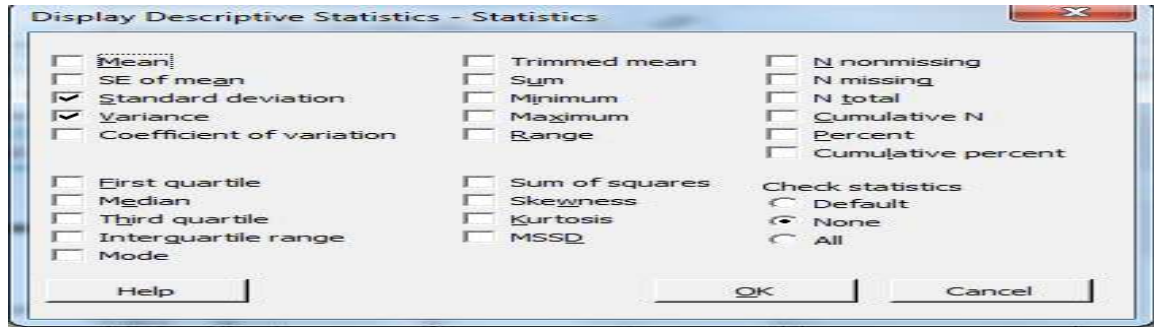 Display Descriptive Statistics - Statistics
Mean
SE of mean
Standard deviation
Variance
Coefficient of variation
Trimmed mean
Sum
Minimum
Maximum
Range
N nonmissing
N missing
N total
Cumulative N
Percent
Cumulative percent
First quartile
Median
Third quartile
Interquartile range
Mode
Sum of squares
Skewness
Kurtosis
MSSD
Check statistics
Default
None
All
Help
OK
Cancel